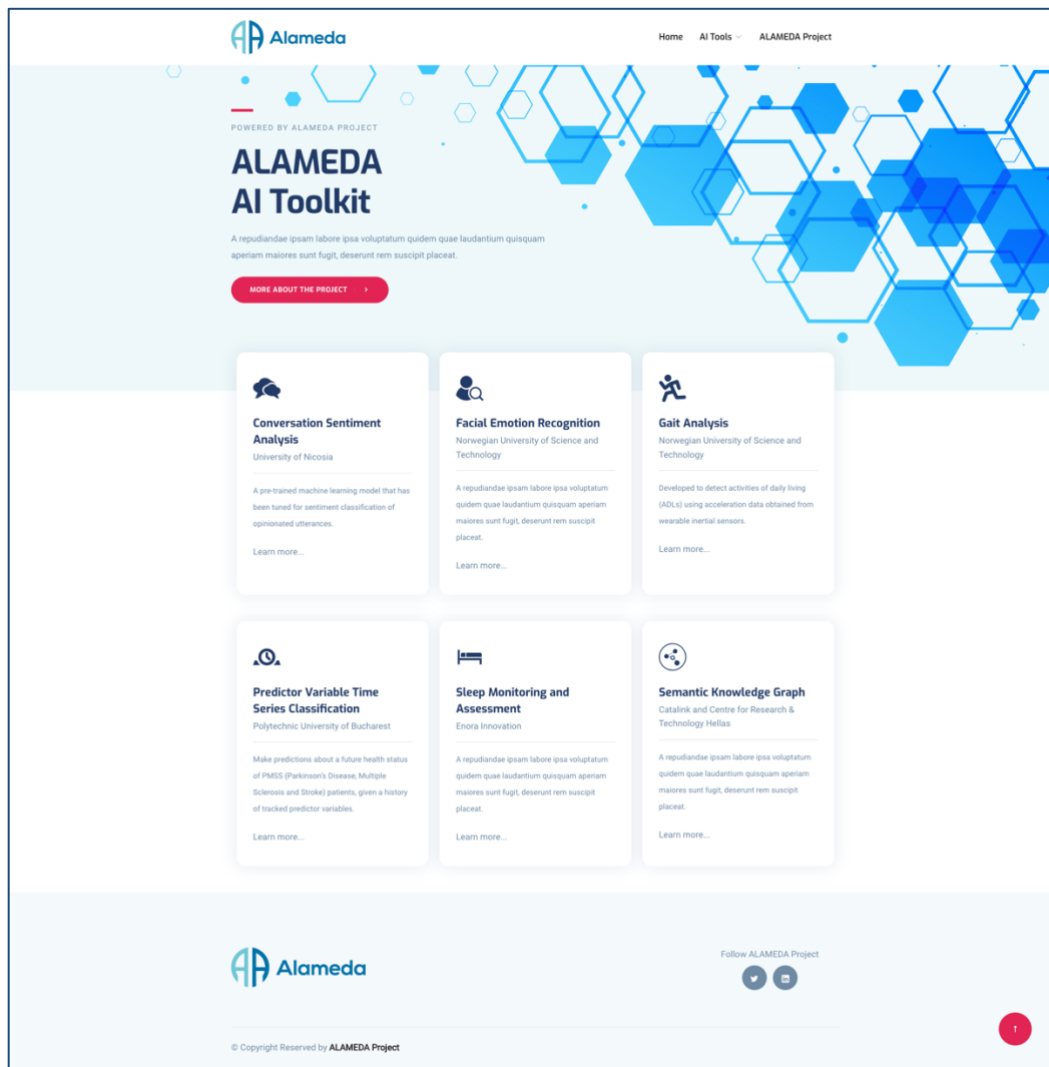 Alameda
Home AI Tools ALAMEDA Project
POWERED BY ALAMEDA PROJECT
ALAMEDA
AI Toolkit
A repudiandae ipsam labore ipsa voluptatum quidem quae laudantium quisquam
aperiam maiores sunt fugit, deserunt rem suscipit placeat.
MORE ABOUT THE PROJECT
Conversation Sentiment
Analysis
University of Nicosia
A pre-trained machine learning model that has
been tuned for sentiment classification of
opinionated utterances.
Learn more...
Facial Emotion Recognition
Norwegian University of Science and
Technology
A repudiandae ipsam labore ipsa voluptatum
quidem quae laudantium quisquam aperiam
maiores sunt fugit, deserunt rem suscipit
placeat.
Learn more...
Gait Analysis
Norwegian University of Science and
Technology
Developed to detect activities of daily living
(ADLs) using acceleration data obtained from
wearable inertial sensors.
Learn more...
Predictor Variable Time
Series Classification
Polytechnic University of Bucharest
Make predictions about a future health status
of PMSS (Parkinson's Disease, Multiple
Sclerosis and Stroke) patients, given a history
of tracked predictor variables.
Learn more...
Sleep Monitoring and
Assessment
Enora Innovation
A repudiandae ipsam labore ipsa voluptatum
quidem quae laudantium quisquam aperiam
maiores sunt fugit, deserunt rem suscipit
placeat.
Learn more...
Semantic Knowledge Graph
Catalink and Centre for Research &
Technology Hellas
A repudiandae ipsam labore ipsa voluptatum
quidem quae laudantium quisquam aperiam
maiores sunt fugit, deserunt rem suscipit
placeat.
Learn more...
Alameda
Follow ALAMEDA Project
© Copyright Reserved by ALAMEDA Project